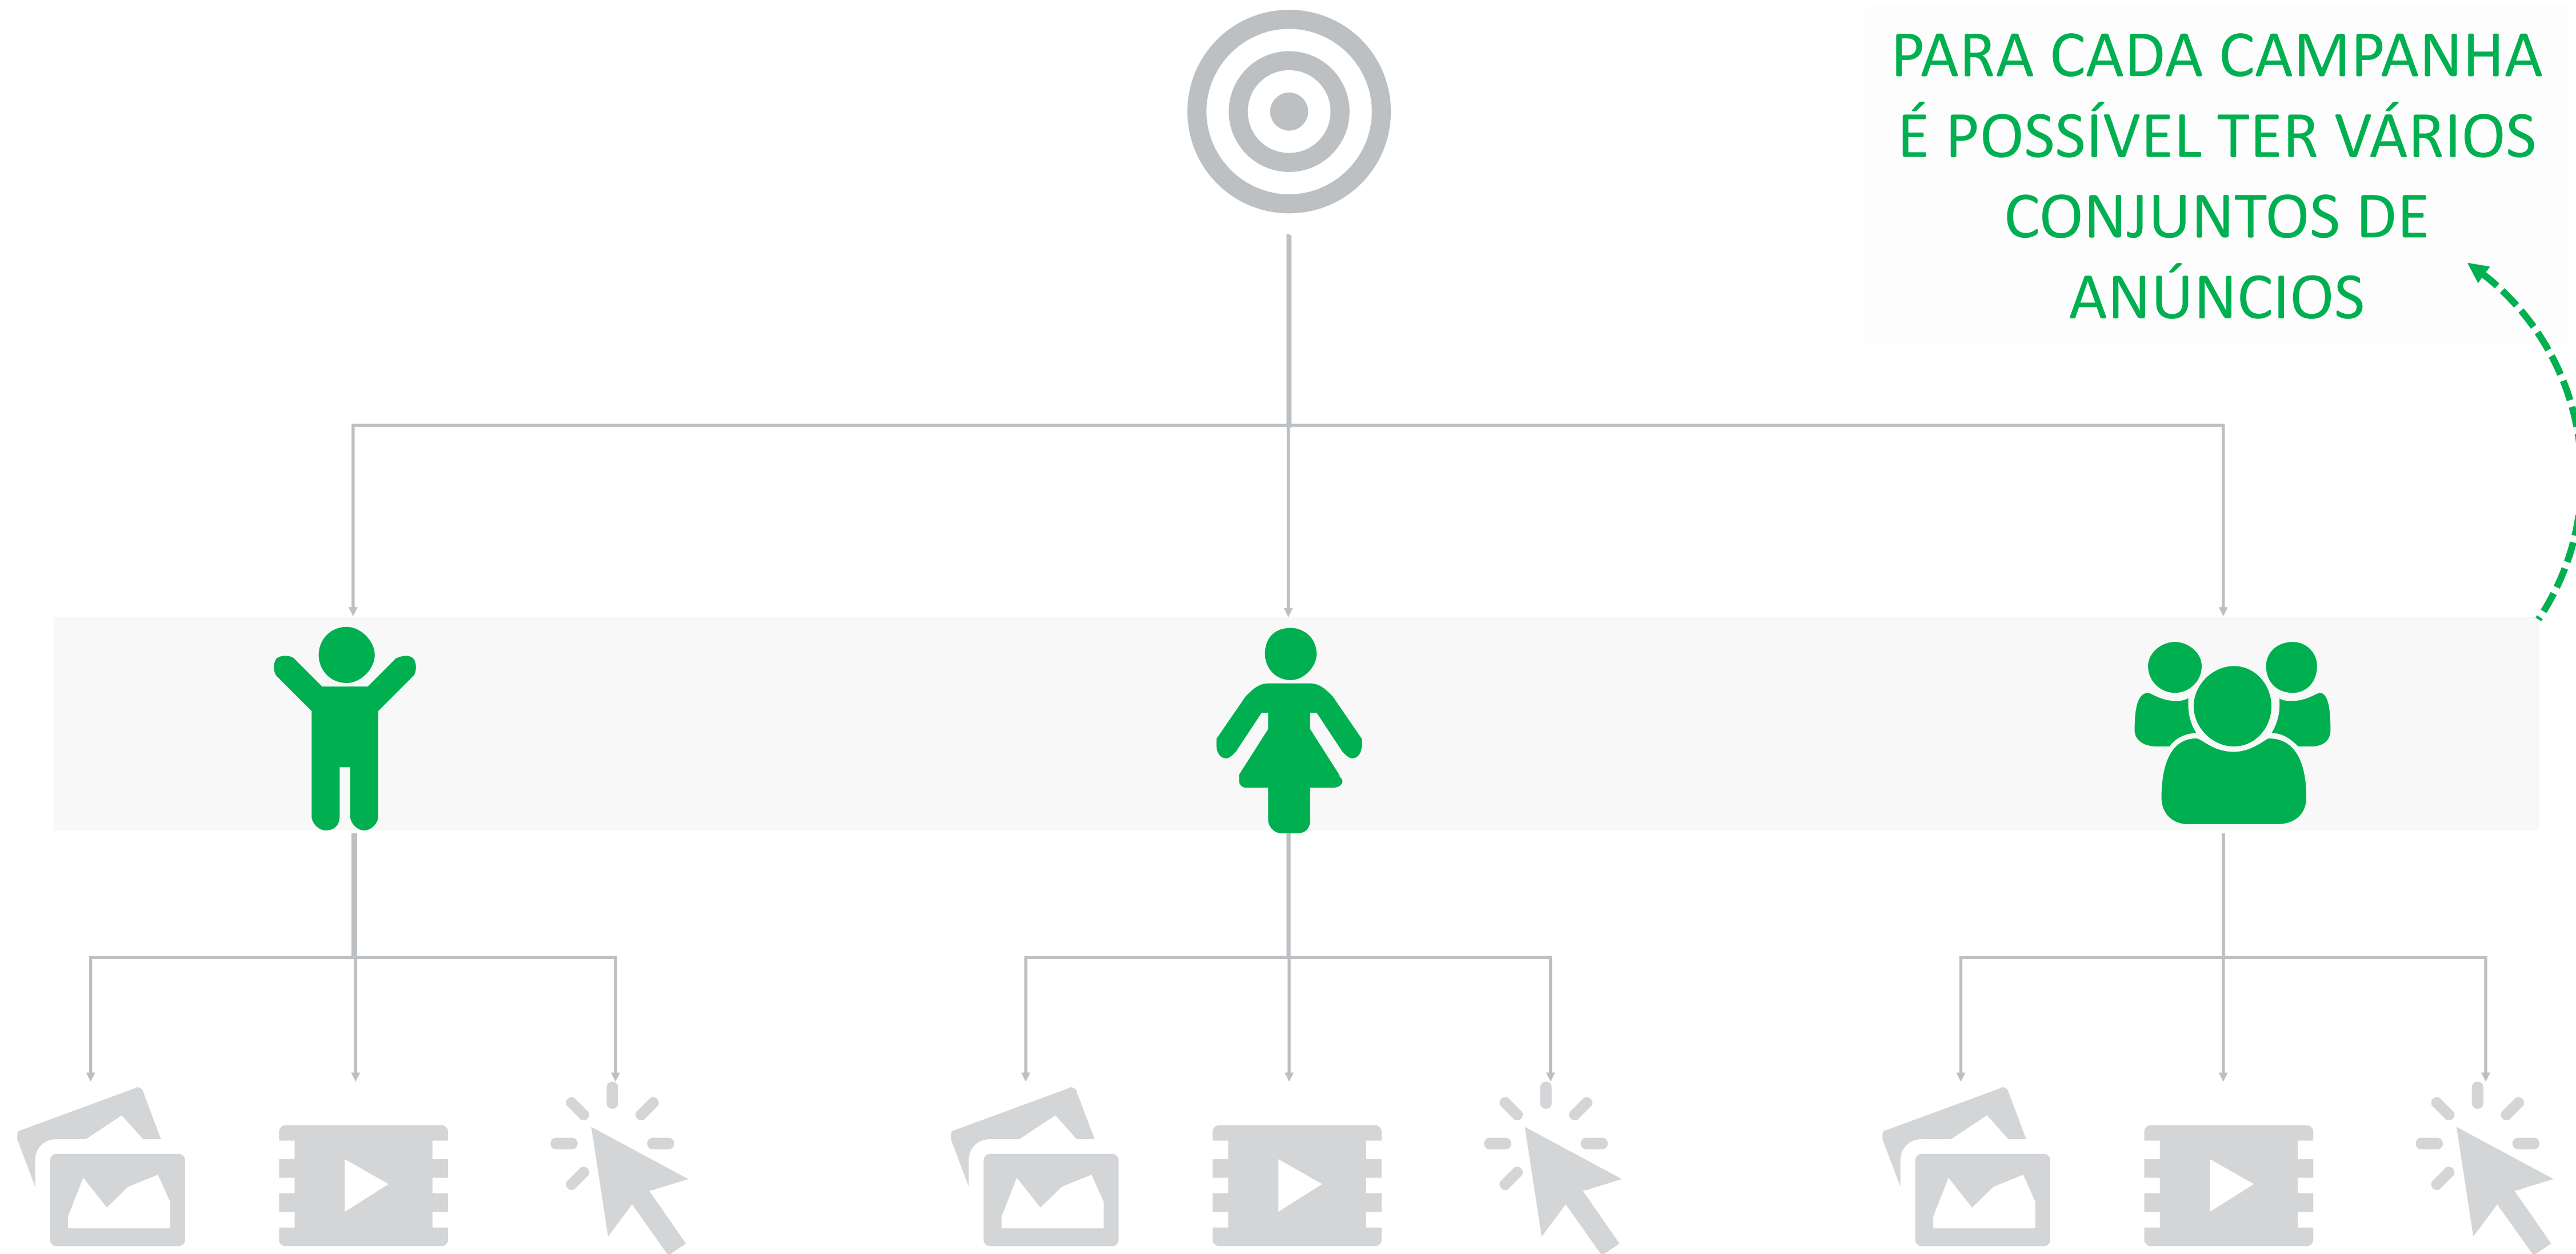 PARA CADA CAMPANHA
É POSSÍVEL TER VÁRIOS
CONJUNTOS DE
ANÚNCIOS